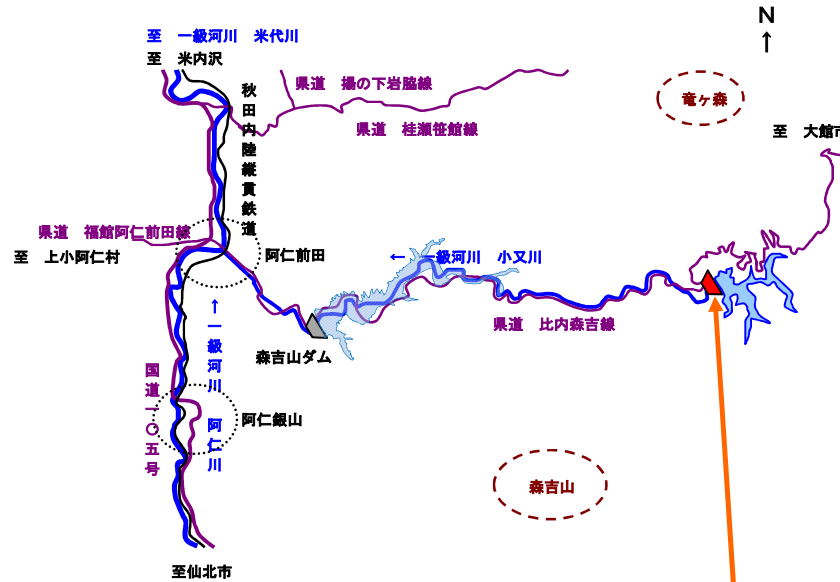 至　一級河川　米代川
至　米内沢
N
県道　揚の下岩脇線
竜ヶ森
県道　桂瀬笹館線
至　大館市
秋田内陸縦貫鉄道
県道　福館阿仁前田線
至　上小阿仁村
阿仁前田
←　一級河川　小又川
県道　比内森吉線
森吉山ダム
←一級河川　阿仁川
国道一〇五号
阿仁銀山
森吉山
至仙北市